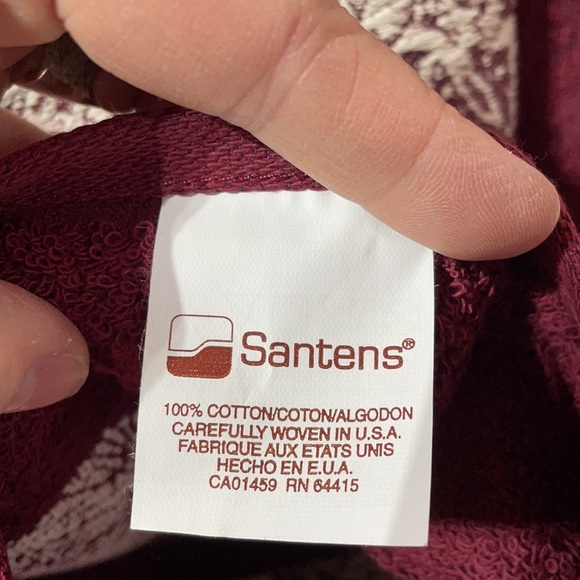 Santens®
100% COTTON/COTON/ALGODON
CAREFULLY WOVEN IN U.S.A.
FABRIQUE AUX ETATS UNIS
HECHO EN E.U.A.
CA01459 RN 64415